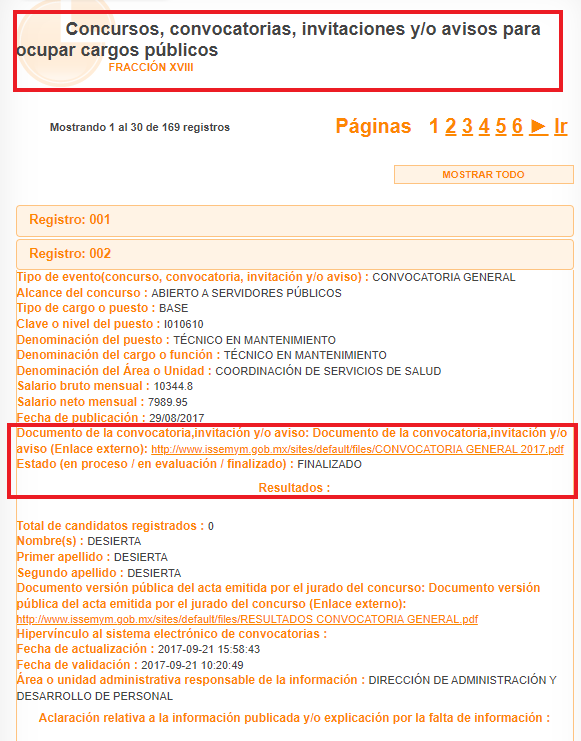 Concursos, convocatorias, invitaciones y/o avisos para
ocupar cargos públicos
FRACCIÓN XVIII
Mostrando 1 al 30 de 169 registros
Páginas 1 2 3 4 5 6 ► Ir
MOSTRAR TODO
Registro: 001
Registro: 002
Tipo de evento(concurso, convocatoria, invitación y/o aviso) : CONVOCATORIA GENERAL
Alcance del concurso : ABIERTO A SERVIDORES PÚBLICOS
Tipo de cargo o puesto : BASE
Clave o nivel del puesto : I010610
Denominación del puesto : TÉCNICO EN MANTENIMIENTO
Denominación del cargo o función : TÉCNICO EN MANTENIMIENTO
Denominación del Área o Unidad : COORDINACIÓN DE SERVICIOS DE SALUD
Salario bruto mensual : 10344.8
Salario neto mensual : 7989.95
Fecha de publicación : 29/08/2017
Documento de la convocatoria,invitación y/o aviso: Documento de la convocatoria,invitación y/o
aviso (Enlace externo): http://www.issemym.gob.mx/sites/default/files/CONVOCATORIA GENERAL 2017.pdf
Estado (en proceso / en evaluación / finalizado) : FINALIZADO
Resultados :
Total de candidatos registrados : 0
Nombre(s) : DESIERTA
Primer apellido : DESIERTA
Segundo apellido : DESIERTA
Documento versión pública del acta emitida por el jurado del concurso: Documento versión
pública del acta emitida por el jurado del concurso (Enlace externo):
http://www.issemym.gob.mx/sites/default/files/RESULTADOS CONVOCATORIA GENERAL.pdf
Hipervínculo al sistema electrónico de convocatorias :
Fecha de actualización : 2017-09-21 15:58:43
Fecha de validación : 2017-09-21 10:20:49
Área o unidad administrativa responsable de la información : DIRECCIÓN DE ADMINISTRACIÓN Y
DESARROLLO DE PERSONAL
Aclaración relativa a la información publicada y/o explicación por la falta de información :